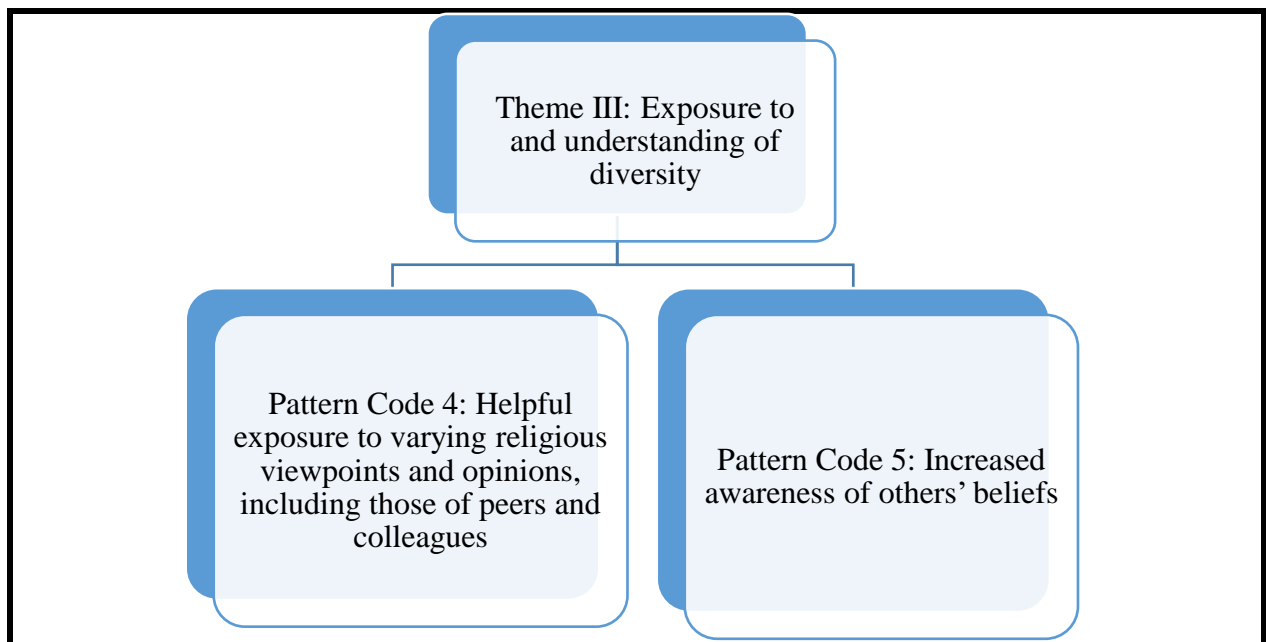 Theme III: Exposure to
and understanding of
diversity
Pattern Code 4: Helpful
exposure to varying religious
viewpoints and opinions,
including those of peers and
colleagues
Pattern Code 5: Increased
awareness of others’ beliefs